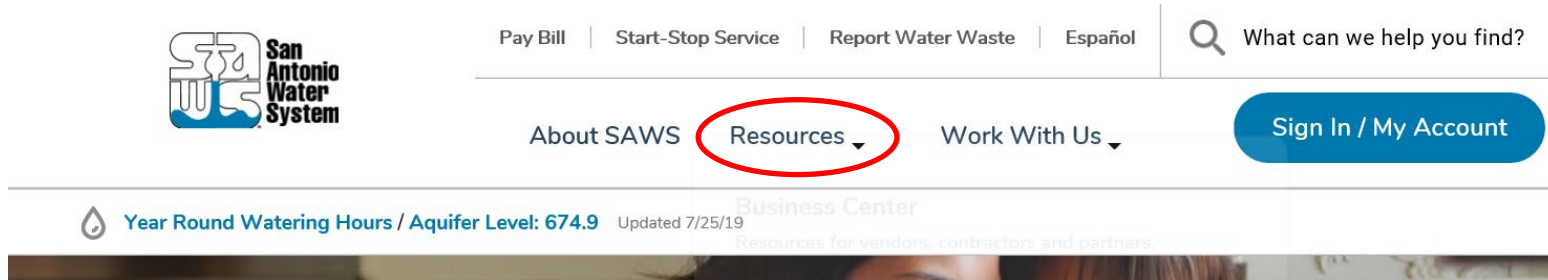 San
Antonio
Water
System
Pay Bill | Start-Stop Service | Report Water Waste | Español
What can we help you find?
About SAWS
Resources
Work With Us
Sign In / My Account
Year Round Watering Hours / Aquifer Level: 674.9 Updated 7/25/19
Business Center
Resources for vendors, contractors and partners.